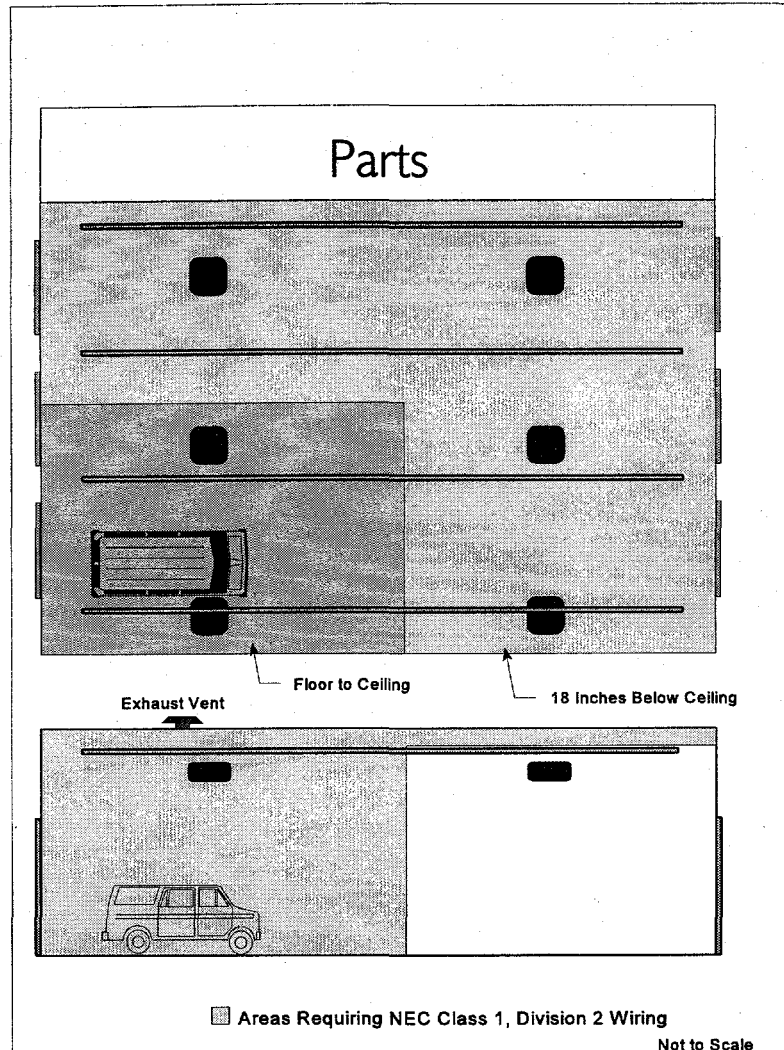 Parts
Floor to Ceiling
18 Inches Below Ceiling
Exhaust Vent
Areas Requiring NEC Class 1, Division 2 Wiring
Not to Scale